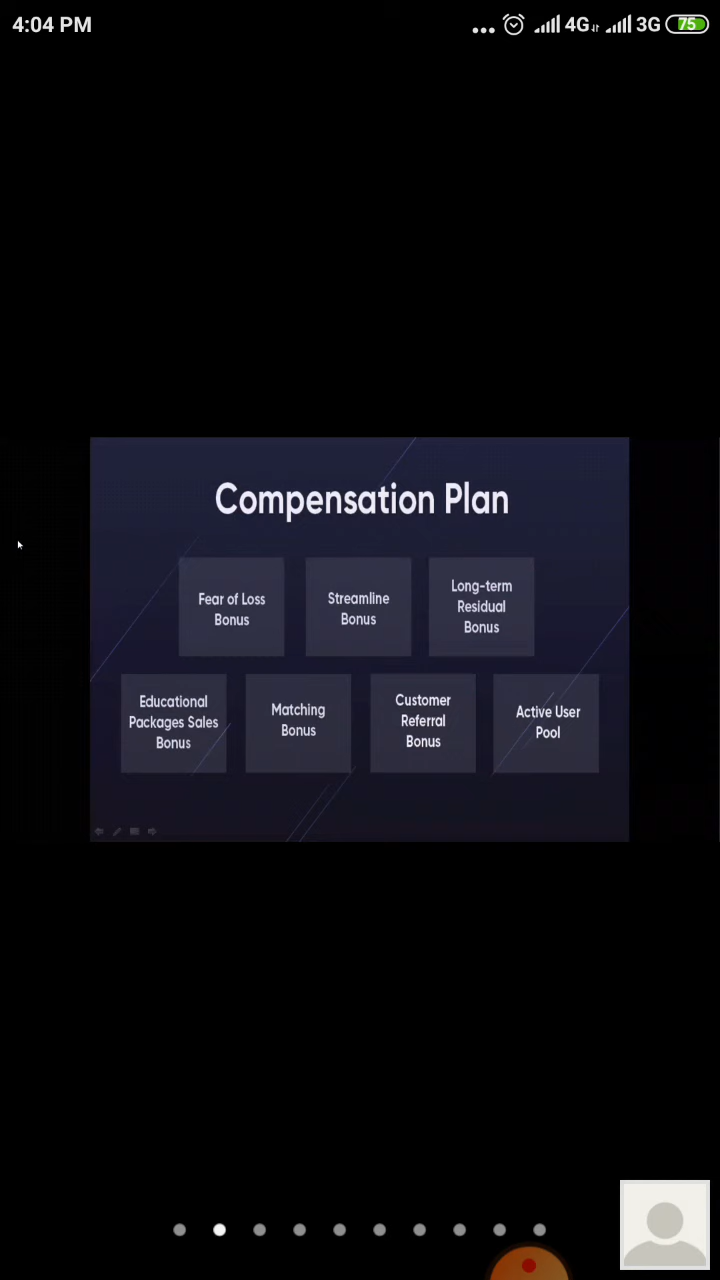 4:04 PM
4G
3G
75
Compensation Plan
Fear of Loss
Bonus
Streamline
Bonus
Long-term
Residual
Bonus
Educational
Packages Sales
Bonus
Matching
Bonus
Customer
Referral
Bonus
Active User
Pool